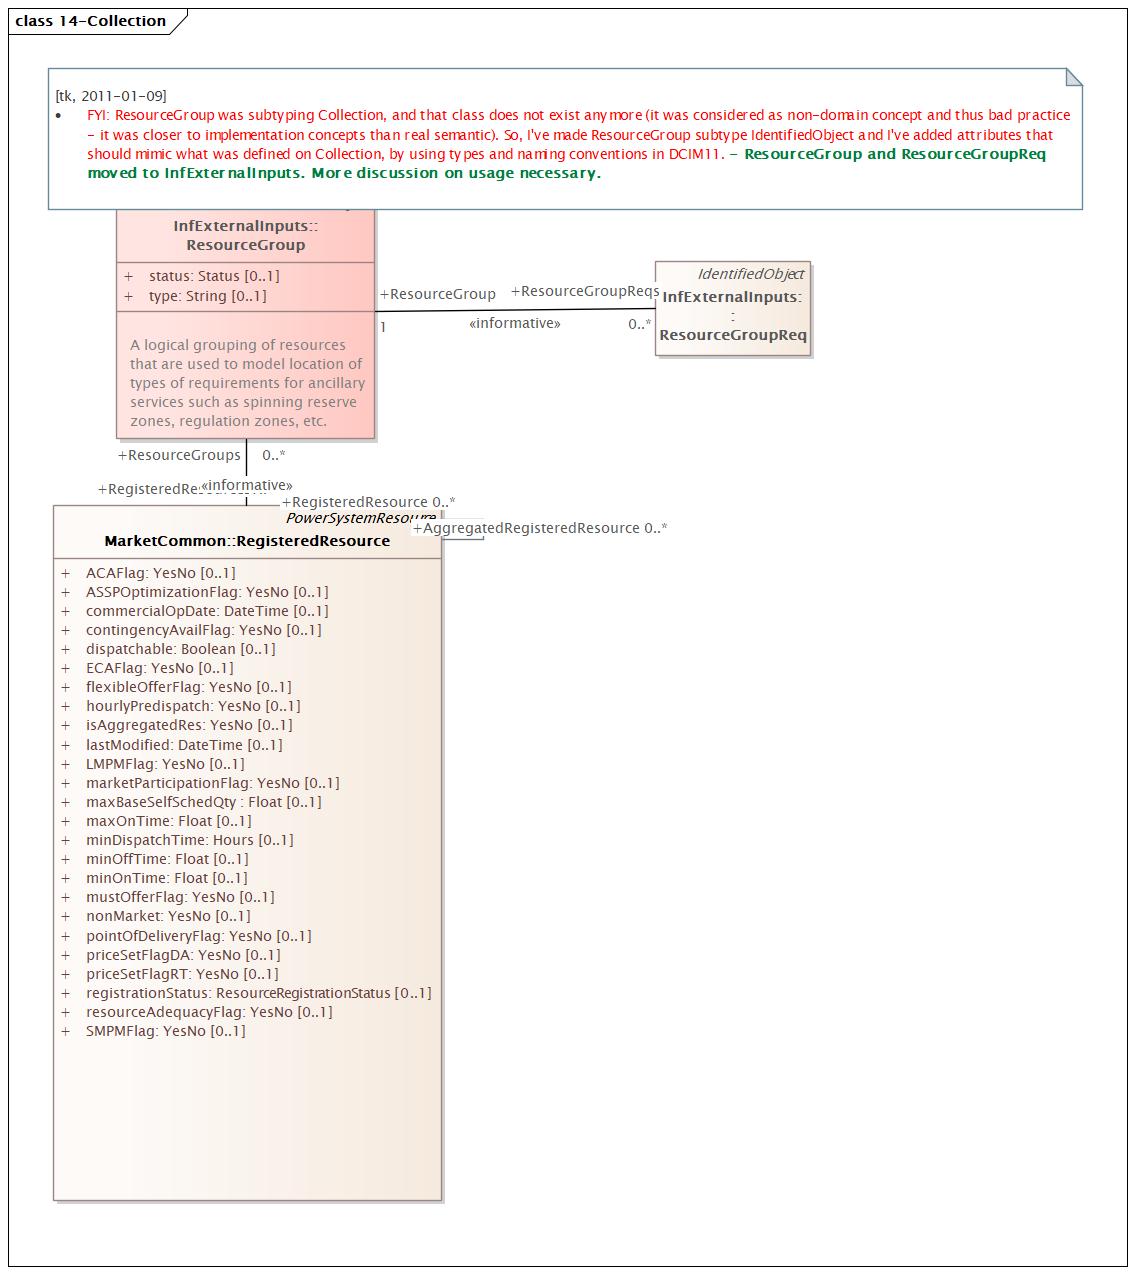 class 14-Collection
[tk, 2011-01-09]
• FYI: ResourceGroup was subtyping Collection, and that class does not exist anymore (it was considered as non-domain concept and thus bad practice
- it was closer to implementation concepts than real semantic). So, I've made ResourceGroup subtype IdentifiedObject and I've added attributes that
should mimic what was defined on Collection, by using types and naming conventions in DCIM11. - ResourceGroup and ResourceGroupReq
moved to InfExternalInputs. More discussion on usage necessary.
InfExternalInputs::
ResourceGroup
+ status: Status [0..1]
+ type: String [0..1]
A logical grouping of resources
that are used to model location of
types of requirements for ancillary
services such as spinning reserve
zones, regulation zones, etc.
+ResourceGroup +ResourceGroupReqs
1 «informative» 0..*
IdentifiedObject
InfExternalInputs:
:
ResourceGroupReq
+ResourceGroups 0..*
«informative»
+RegisteredResource 0..*
PowerSystemResource
+AggregatedRegisteredResource 0..*
MarketCommon::RegisteredResource
+ ACAFlag: YesNo [0..1]
+ ASSPOptimizationFlag: YesNo [0..1]
+ commercialOpDate: DateTime [0..1]
+ contingencyAvailFlag: YesNo [0..1]
+ dispatchable: Boolean [0..1]
+ ECAFlag: YesNo [0..1]
+ flexibleOfferFlag: YesNo [0..1]
+ hourlyPredispatch: YesNo [0..1]
+ isAggregatedRes: YesNo [0..1]
+ lastModified: DateTime [0..1]
+ LMPMFlag: YesNo [0..1]
+ marketParticipationFlag: YesNo [0..1]
+ maxBaseSelfSchedQty : Float [0..1]
+ maxOnTime: Float [0..1]
+ minDispatchTime: Hours [0..1]
+ minOffTime: Float [0..1]
+ minOnTime: Float [0..1]
+ mustOfferFlag: YesNo [0..1]
+ nonMarket: YesNo [0..1]
+ pointOfDeliveryFlag: YesNo [0..1]
+ priceSetFlagDA: YesNo [0..1]
+ priceSetFlagRT: YesNo [0..1]
+ registrationStatus: ResourceRegistrationStatus [0..1]
+ resourceAdequacyFlag: YesNo [0..1]
+ SMPMFlag: YesNo [0..1]